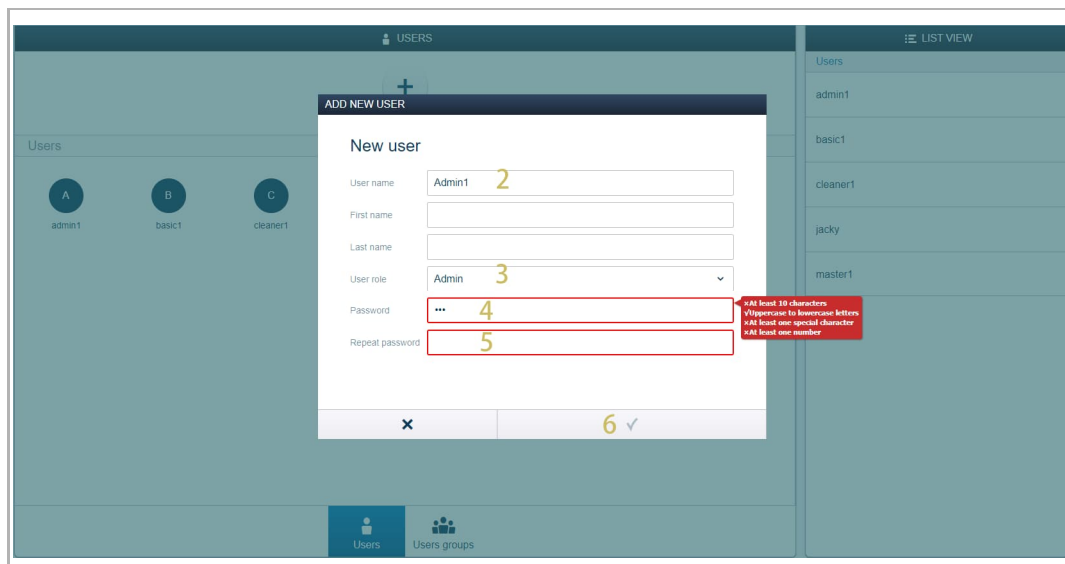 USERS
LIST VIEW
Users
admin1
basic1
cleaner1
jacky
master1
+
Users
A
B
C
admin1
basic1
cleaner1
ADD NEW USER
New user
User name
Admin1
2
First name
Last name
User role
Admin
3
Password
•••
4
×At least 10 characters
√Uppercase to lowercase letters
×At least one special character
×At least one number
Repeat password
5
×
6 √
Users
Users groups